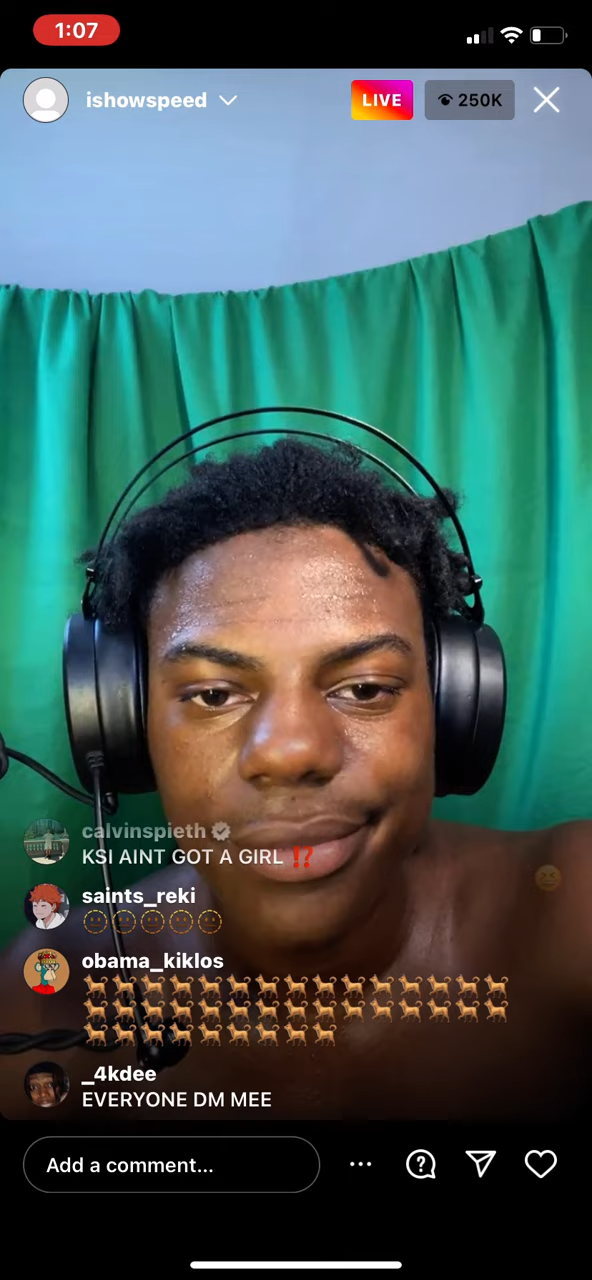 1:07
ishowspeed
LIVE
250K
calvinspieth
KSI AINT GOT A GIRL ⁉️
saints_reki
🫥🫥🫥🫥🫥
obama_kiklos
🐕🐕🐕🐕🐕🐕🐕🐕🐕🐕🐕🐕🐕🐕🐕
🐕🐕🐕🐕🐕🐕🐕🐕🐕🐕🐕🐕🐕🐕🐕
🐕🐕🐕🐕🐕🐕🐕🐕🐕
_4kdee
EVERYONE DM MEE
Add a comment...